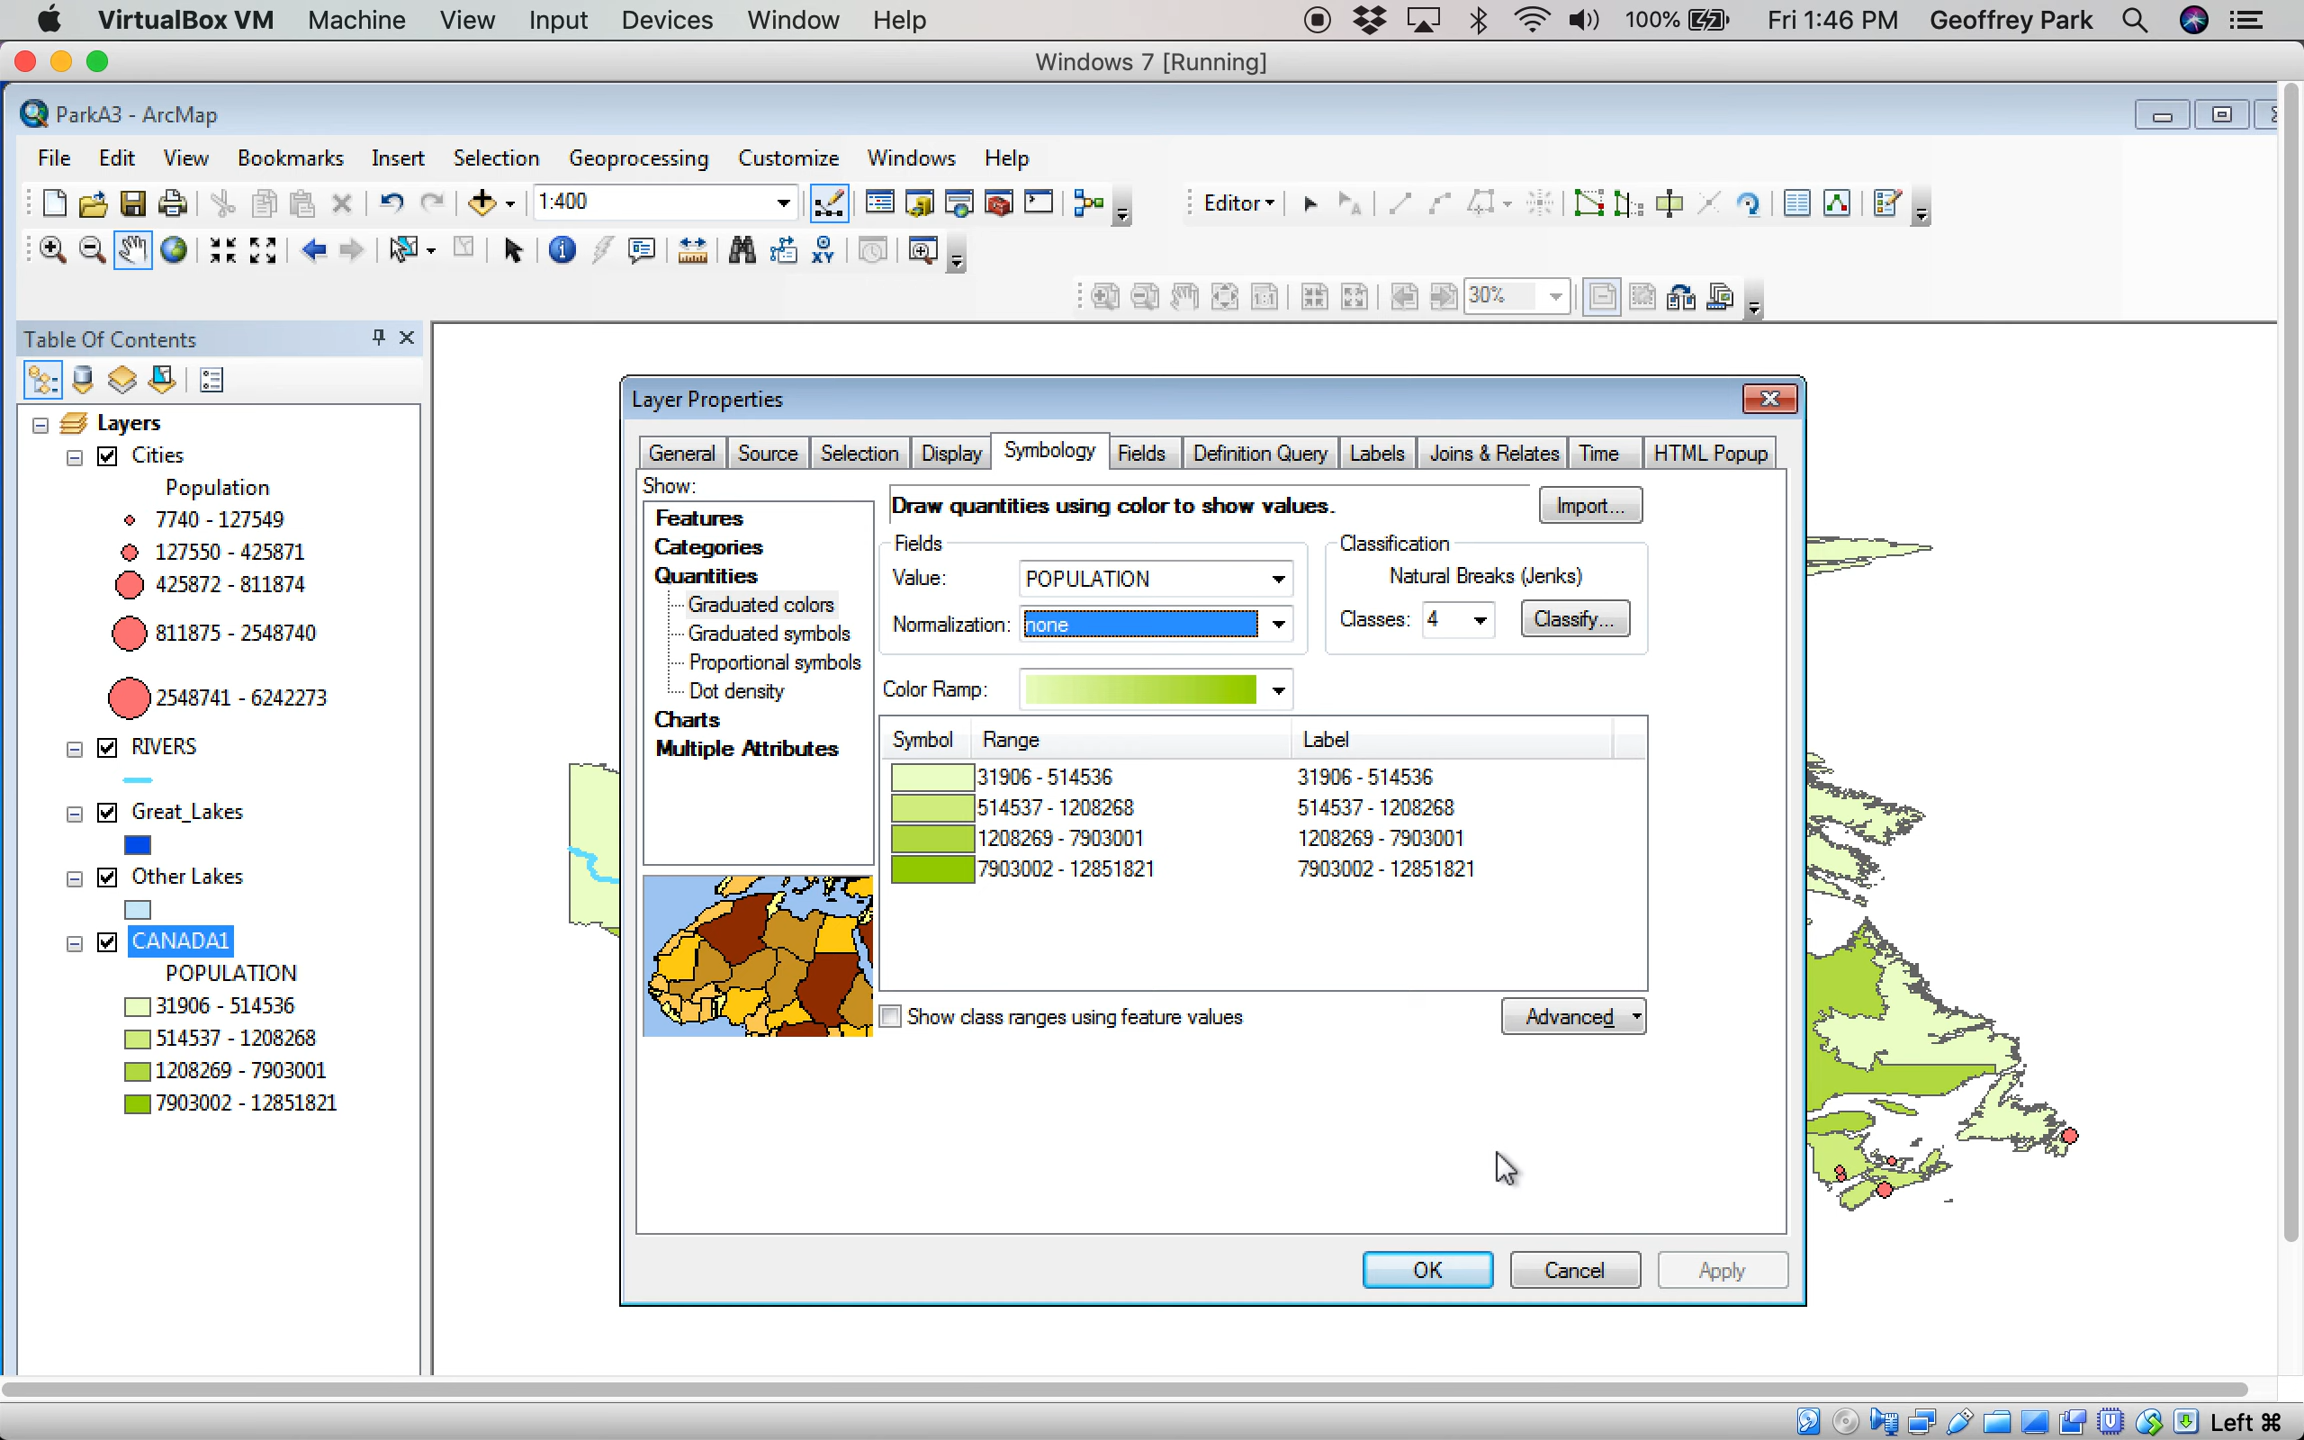 VirtualBox VM Machine View Input Devices Window Help 100% Fri 1:46 PM Geoffrey Park
Windows 7 [Running]
ParkA3 - ArcMap
File Edit View Bookmarks Insert Selection Geoprocessing Customize Windows Help
1:400 Editor
XY
1:1 30%
Table Of Contents
Layers
Cities
Population
7740 - 127549
127550 - 425871
425872 - 811874
811875 - 2548740
2548741 - 6242273
RIVERS
Great_Lakes
Other Lakes
CANADA1
POPULATION
31906 - 514536
514537 - 1208268
1208269 - 7903001
7903002 - 12851821
Layer Properties
General Source Selection Display Symbology Fields Definition Query Labels Joins & Relates Time HTML Popup
Show:
Features
Categories
Quantities
Graduated colors
Graduated symbols
Proportional symbols
Dot density
Charts
Multiple Attributes
Draw quantities using color to show values. Import...
Fields
Value: POPULATION
Normalization: none
Classification
Natural Breaks (Jenks)
Classes: 4 Classify...
Color Ramp:
Symbol Range Label
31906 - 514536 31906 - 514536
514537 - 1208268 514537 - 1208268
1208269 - 7903001 1208269 - 7903001
7903002 - 12851821 7903002 - 12851821
Show class ranges using feature values Advanced
OK Cancel Apply
Left ⌘